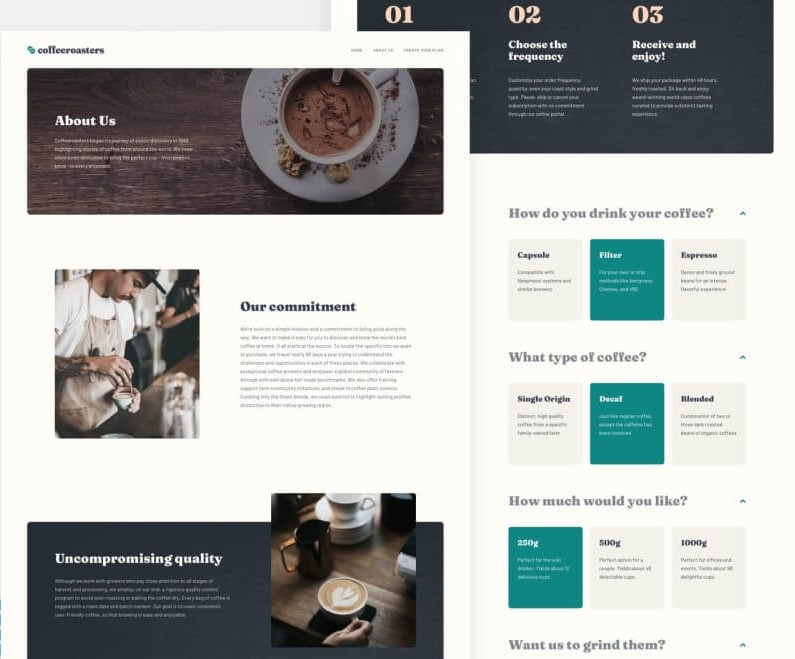 coffeeroasters
HOME ABOUT US CREATE YOUR PLAN
About Us
Coffeeroasters began its journey of exotic discovery in 1999,
highlighting stories of coffee from around the world. We have
since been dedicated to bring the perfect cup - from bean to
brew - in every shipment.
Our commitment
We're built on a simple mission and a commitment to doing good along the
way. We want to make it easy for you to discover and brew the world's best
coffee at home. It all starts at the source. To locate the specific lots we want
to purchase, we travel nearly 60 days a year trying to understand the
challenges and opportunities in each of these places. We collaborate with
exceptional coffee growers and empower a global community of farmers
through with well above fair-trade benchmarks. We also offer training,
support farm community initiatives, and invest in coffee plant science.
Curating only the finest blends, we roast each lot to highlight tasting profiles
distinctive to their native growing region.
Uncompromising quality
Although we work with growers who pay close attention to all stages of
harvest and processing, we employ, on our end, a rigorous quality control
program to avoid over-roasting or baking the coffee dry. Every bag of coffee is
tagged with a roast date and batch number. Our goal is to roast consistent,
user-friendly coffee, so that brewing is easy and enjoyable.
01
02
Choose the
frequency
Customize your order frequency,
quantity, even your roast style and grind
type. Pause, skip or cancel your
subscription with no commitment
through our online portal.
03
Receive and
enjoy!
We ship your package within 48 hours,
freshly roasted. Sit back and enjoy
award-winning world-class coffees
curated to provide a distinct tasting
experience.
How do you drink your coffee?
Capsule
Compatible with
Nespresso systems and
similar brewers
Filter
For pour over or drip
methods like Aeropress,
Chemex, and V60
Espresso
Dense and finely ground
beans for an intense,
flavorful experience
What type of coffee?
Single Origin
Distinct, high quality
coffee from a specific
family-owned farm
Decaf
Just like regular coffee,
except the caffeine has
been removed
Blended
Combination of two or
three dark roasted
beans of organic coffees
How much would you like?
250g
Perfect for the solo
drinker. Yields about 12
delicious cups.
500g
Perfect option for a
couple. Yields about 40
delectable cups.
1000g
Perfect for offices and
events. Yields about 90
delightful cups.
Want us to grind them?